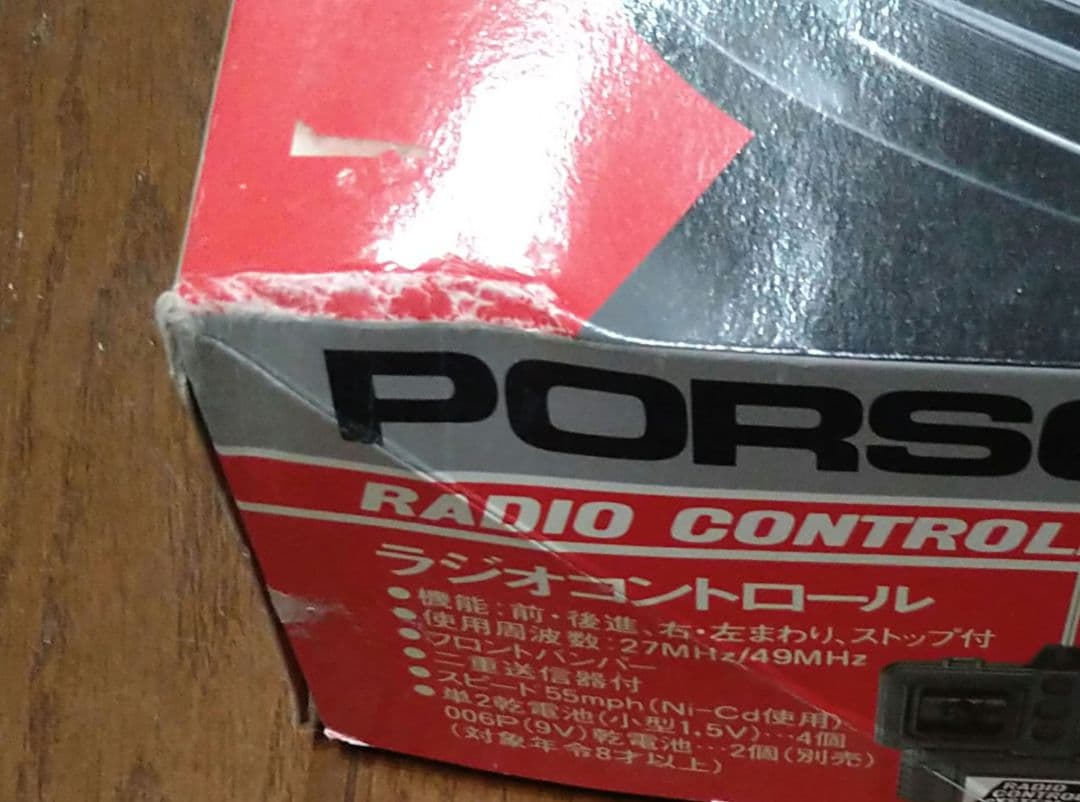 PORSC
RADIO CONTROL
ラジオコントロール
●機能:前・後進、右・左まわり、ストップ付
●使用周波数:27MHz/49MHz
●フロントバンパー
●二重送信器付
●スピード55mph(Ni-Cd使用)
●単2乾電池(小型1.5V)…4個
006P(9V)乾電池…2個(別売)
(対象年令8才以上)
RADIO
CONTROL